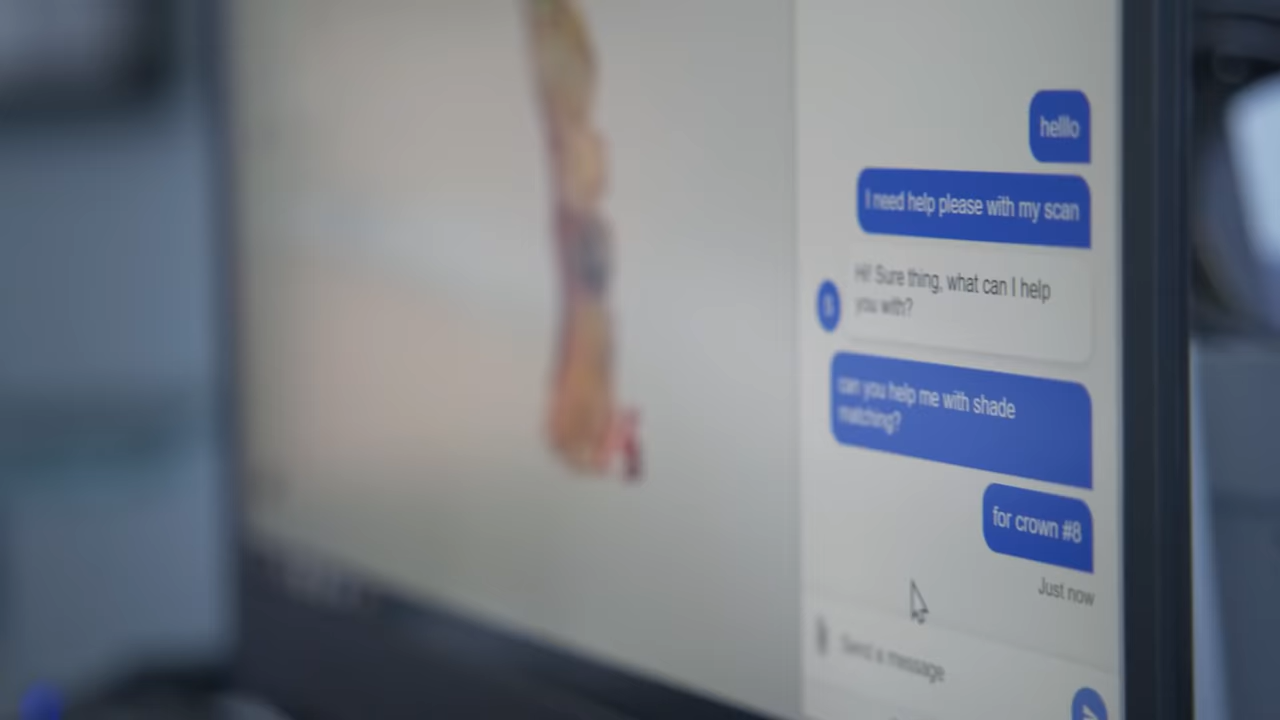 helllo
I need help please with my scan
Hi! Sure thing, what can I help
you with?
can you help me with shade
matching?
for crown #8
Just now
Send a message